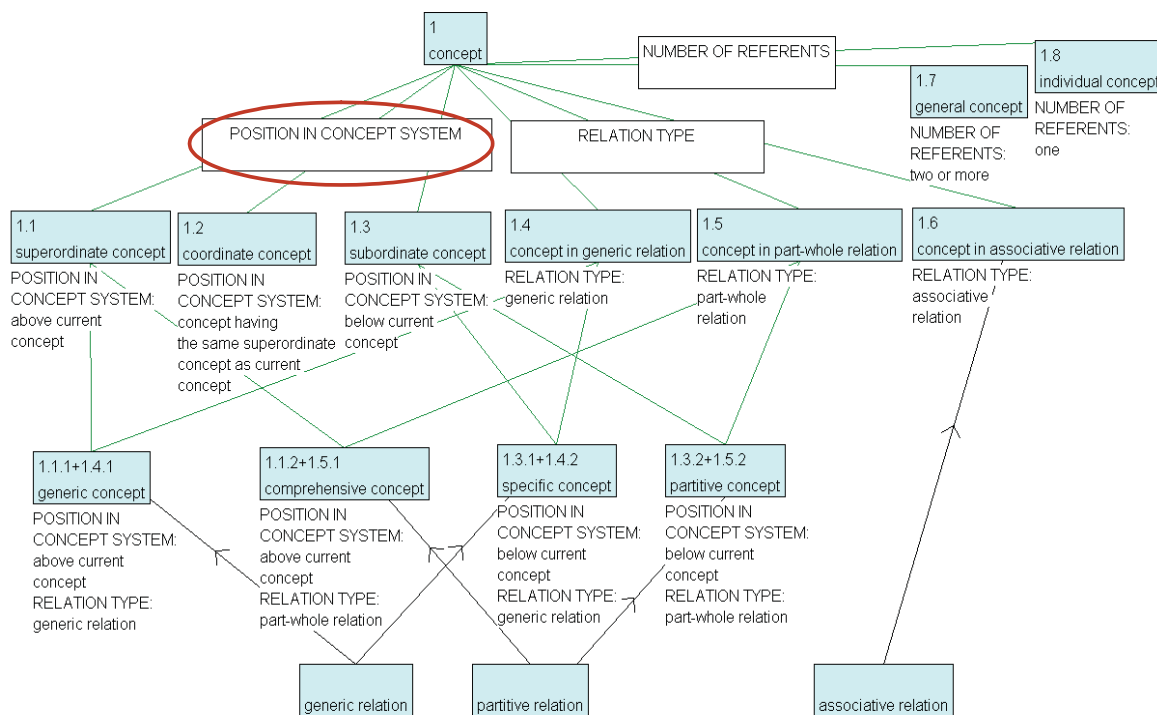 1
concept
NUMBER OF REFERENTS
1.8
individual concept
NUMBER OF
REFERENTS:
one
1.7
general concept
NUMBER OF
REFERENTS:
two or more
POSITION IN CONCEPT SYSTEM
RELATION TYPE
1.1
superordinate concept
POSITION IN
CONCEPT SYSTEM:
above current
concept
1.2
coordinate concept
POSITION IN
CONCEPT SYSTEM:
concept having
the same superordinate
concept as current
concept
1.3
subordinate concept
POSITION IN
CONCEPT SYSTEM:
below current
concept
1.4
concept in generic relation
RELATION TYPE:
generic relation
1.5
concept in part-whole relation
RELATION TYPE:
part-whole
relation
1.6
concept in associative relation
RELATION TYPE:
associative
relation
1.1.1+1.4.1
generic concept
POSITION IN
CONCEPT SYSTEM:
above current
concept
RELATION TYPE:
generic relation
1.1.2+1.5.1
comprehensive concept
POSITION IN
CONCEPT SYSTEM:
above current
concept
RELATION TYPE:
part-whole relation
1.3.1+1.4.2
specific concept
POSITION IN
CONCEPT SYSTEM:
below current
concept
RELATION TYPE:
generic relation
1.3.2+1.5.2
partitive concept
POSITION IN
CONCEPT SYSTEM:
below current
concept
RELATION TYPE:
part-whole relation
generic relation
partitive relation
associative relation